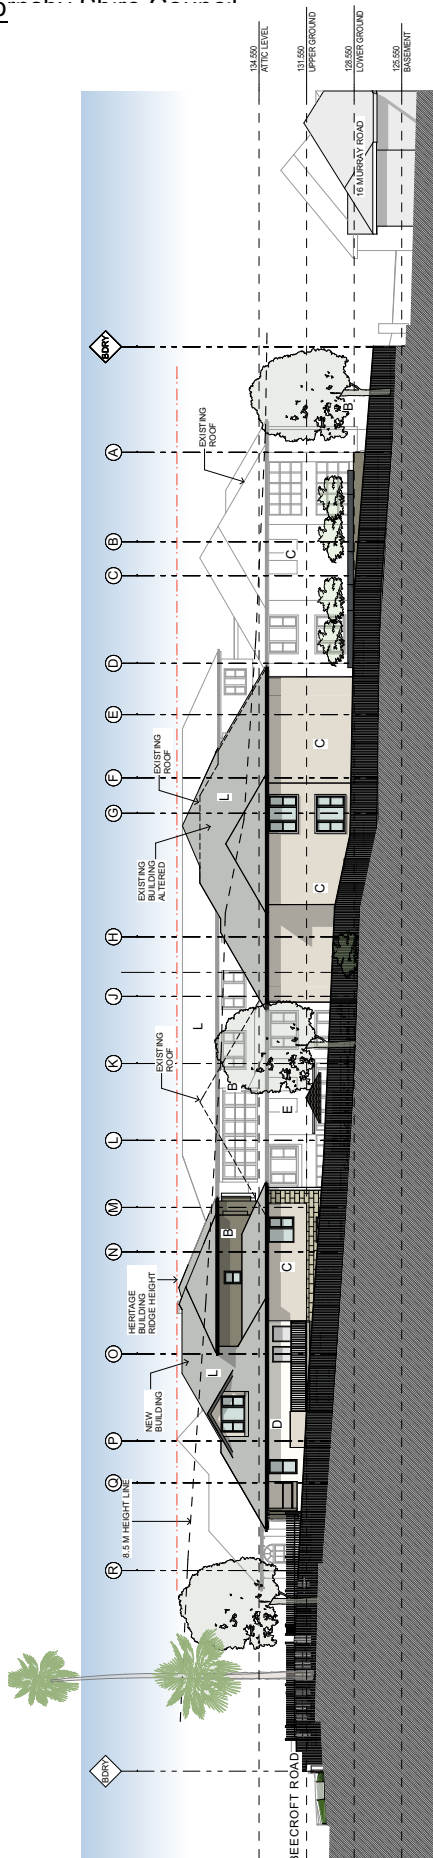 134.550
ATTIC LEVEL
131.550
UPPER GROUND
128.550
LOWER GROUND
125.550
BASEMENT
16 MURRAY ROAD
BDRY
A
B
EXISTING
ROOF
B
C
C
D
E
C
F
G
EXISTING
ROOF
L
EXISTING
BUILDING
ALTERED
C
H
J
L
K
EXISTING
ROOF
B
E
L
M
B
N
C
HERITAGE
BUILDING
RIDGE HEIGHT
O
L
NEW
BUILDING
P
D
Q
8.5 M HEIGHT LINE
R
BDRY
BEECROFT ROAD